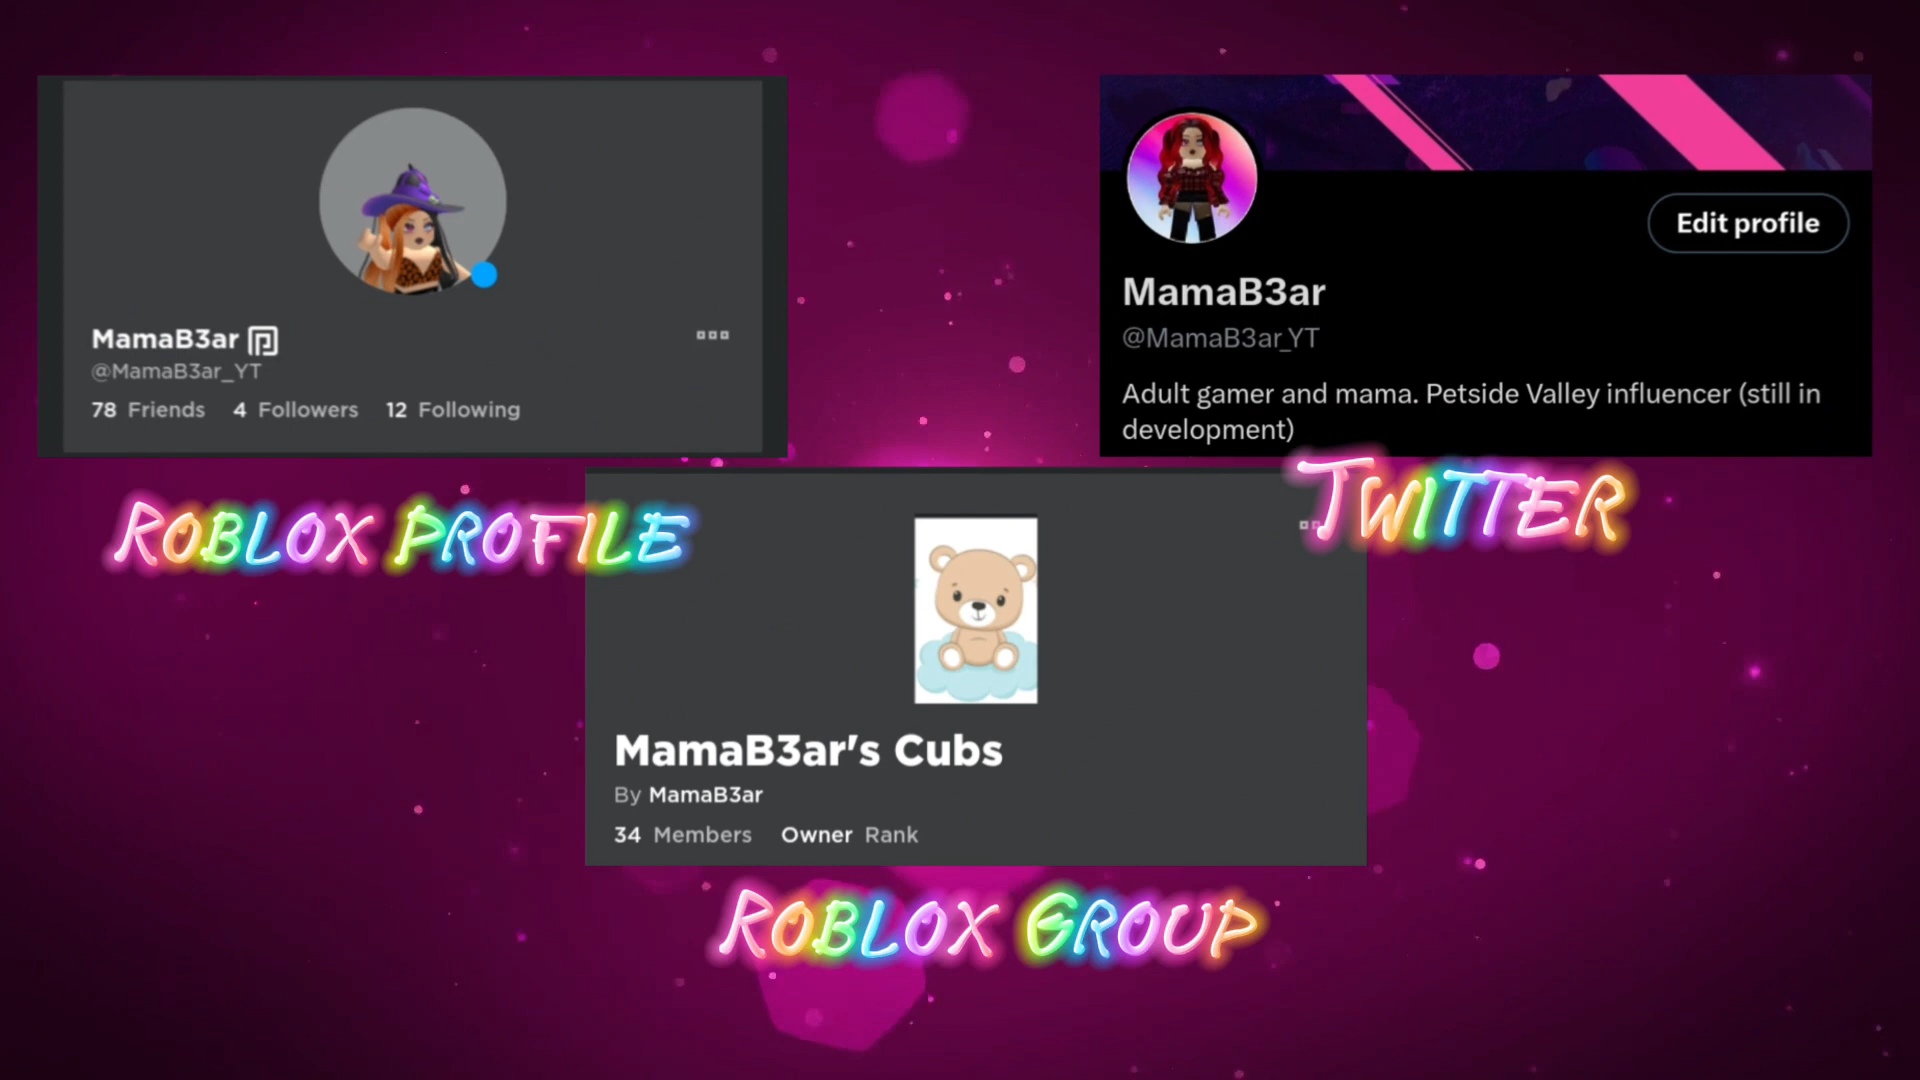 MamaB3ar
@MamaB3ar_YT
78 Friends 4 Followers 12 Following
Roblox Profile
Edit profile
MamaB3ar
@MamaB3ar_YT
Adult gamer and mama. Petside Valley influencer (still in
development)
Twitter
MamaB3ar's Cubs
By MamaB3ar
34 Members Owner Rank
Roblox Group